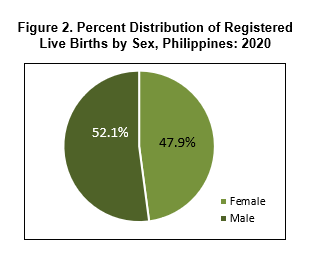 Figure 2. Percent Distribution of Registered
Live Births by Sex, Philippines: 2020
52.1%
47.9%
Female
Male